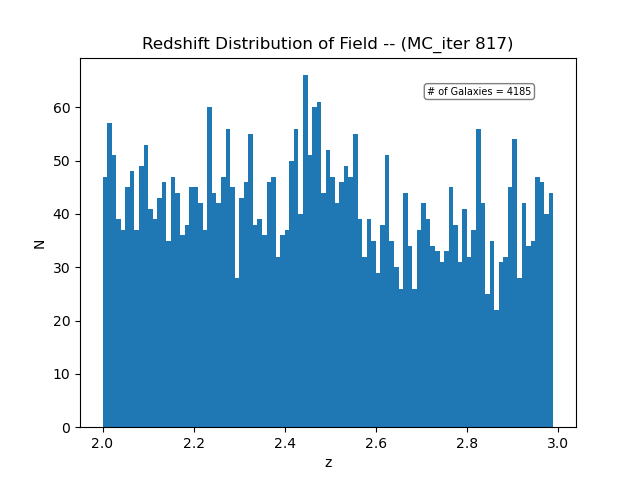 Redshift Distribution of Field -- (MC_iter 817)
# of Galaxies = 4185
60
50
40
30
20
10
0
N
2.0 2.2 2.4 2.6 2.8 3.0
z